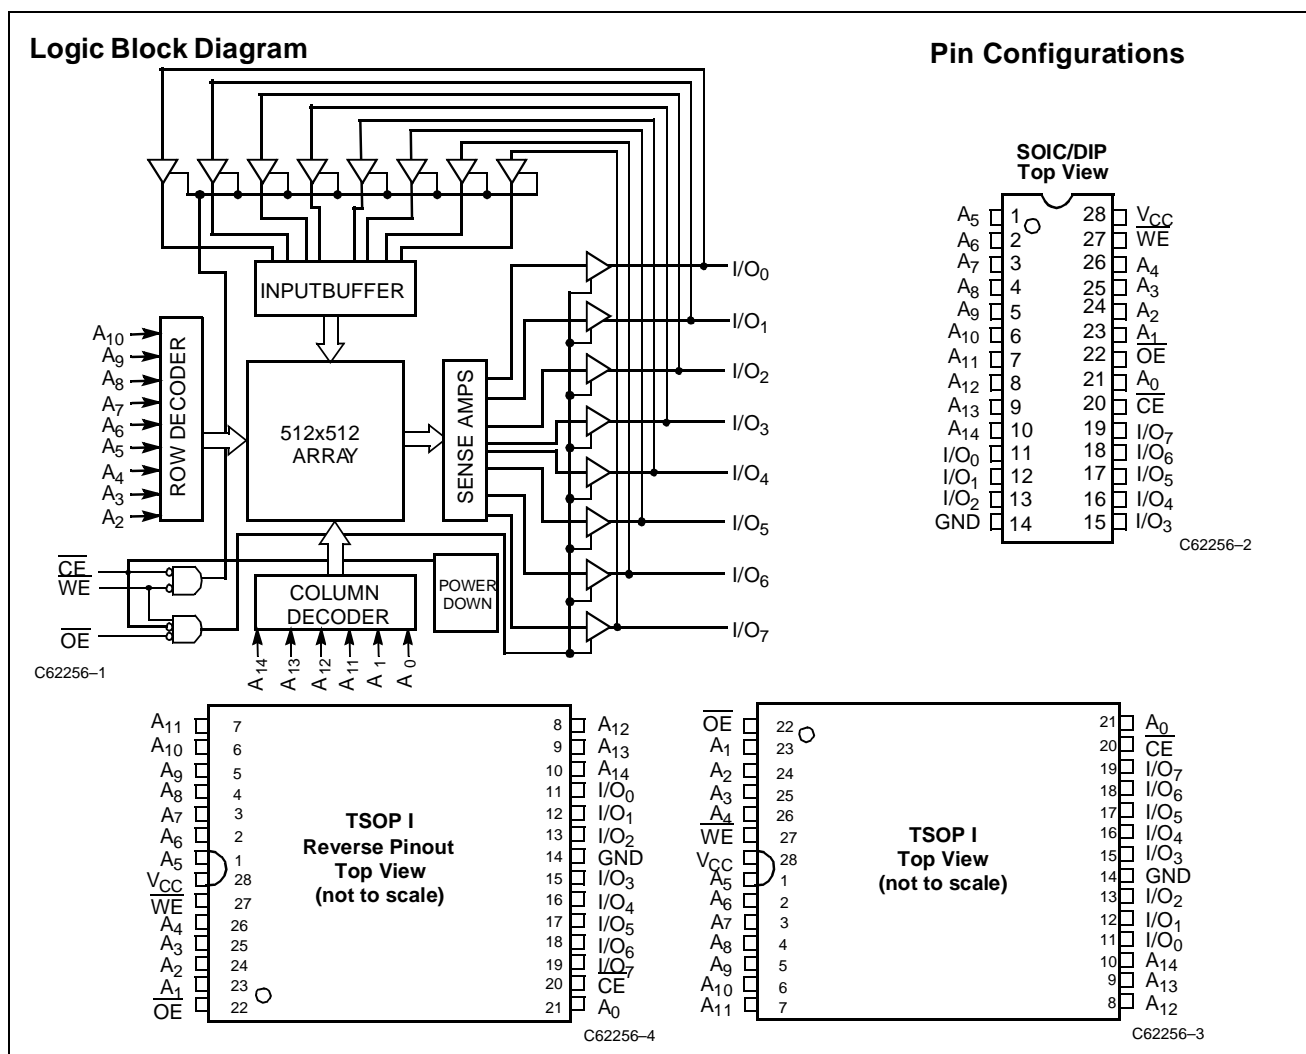 Logic Block Diagram
Pin Configurations
INPUTBUFFER
A10
A9
A8
A7
A6
A5
A4
A3
A2
ROW DECODER
512x512
ARRAY
SENSE AMPS
I/O0
I/O1
I/O2
I/O3
I/O4
I/O5
I/O6
I/O7
CE
WE
OE
COLUMN
DECODER
POWER
DOWN
A14
A13
A12
A11
A1
A0
C62256–1
SOIC/DIP
Top View
A5 1 28 VCC
A6 2 27 WE
A7 3 26 A4
A8 4 25 A3
A9 5 24 A2
A10 6 23 A1
A11 7 22 OE
A12 8 21 A0
A13 9 20 CE
A14 10 19 I/O7
I/O0 11 18 I/O6
I/O1 12 17 I/O5
I/O2 13 16 I/O4
GND 14 15 I/O3
C62256–2
A11 7 8 A12
A10 6 9 A13
A9 5 10 A14
A8 4 11 I/O0
A7 3 12 I/O1
A6 2 13 I/O2
A5 1 14 GND
VCC 28 15 I/O3
WE 27 16 I/O4
A4 26 17 I/O5
A3 25 18 I/O6
A2 24 19 I/O7
A1 23 20 CE
OE 22 21 A0
TSOP I
Reverse Pinout
Top View
(not to scale)
C62256–4
OE 22 21 A0
A1 23 20 CE
A2 24 19 I/O7
A3 25 18 I/O6
A4 26 17 I/O5
WE 27 16 I/O4
VCC 28 15 I/O3
A5 1 14 GND
A6 2 13 I/O2
A7 3 12 I/O1
A8 4 11 I/O0
A9 5 10 A14
A10 6 9 A13
A11 7 8 A12
TSOP I
Top View
(not to scale)
C62256–3